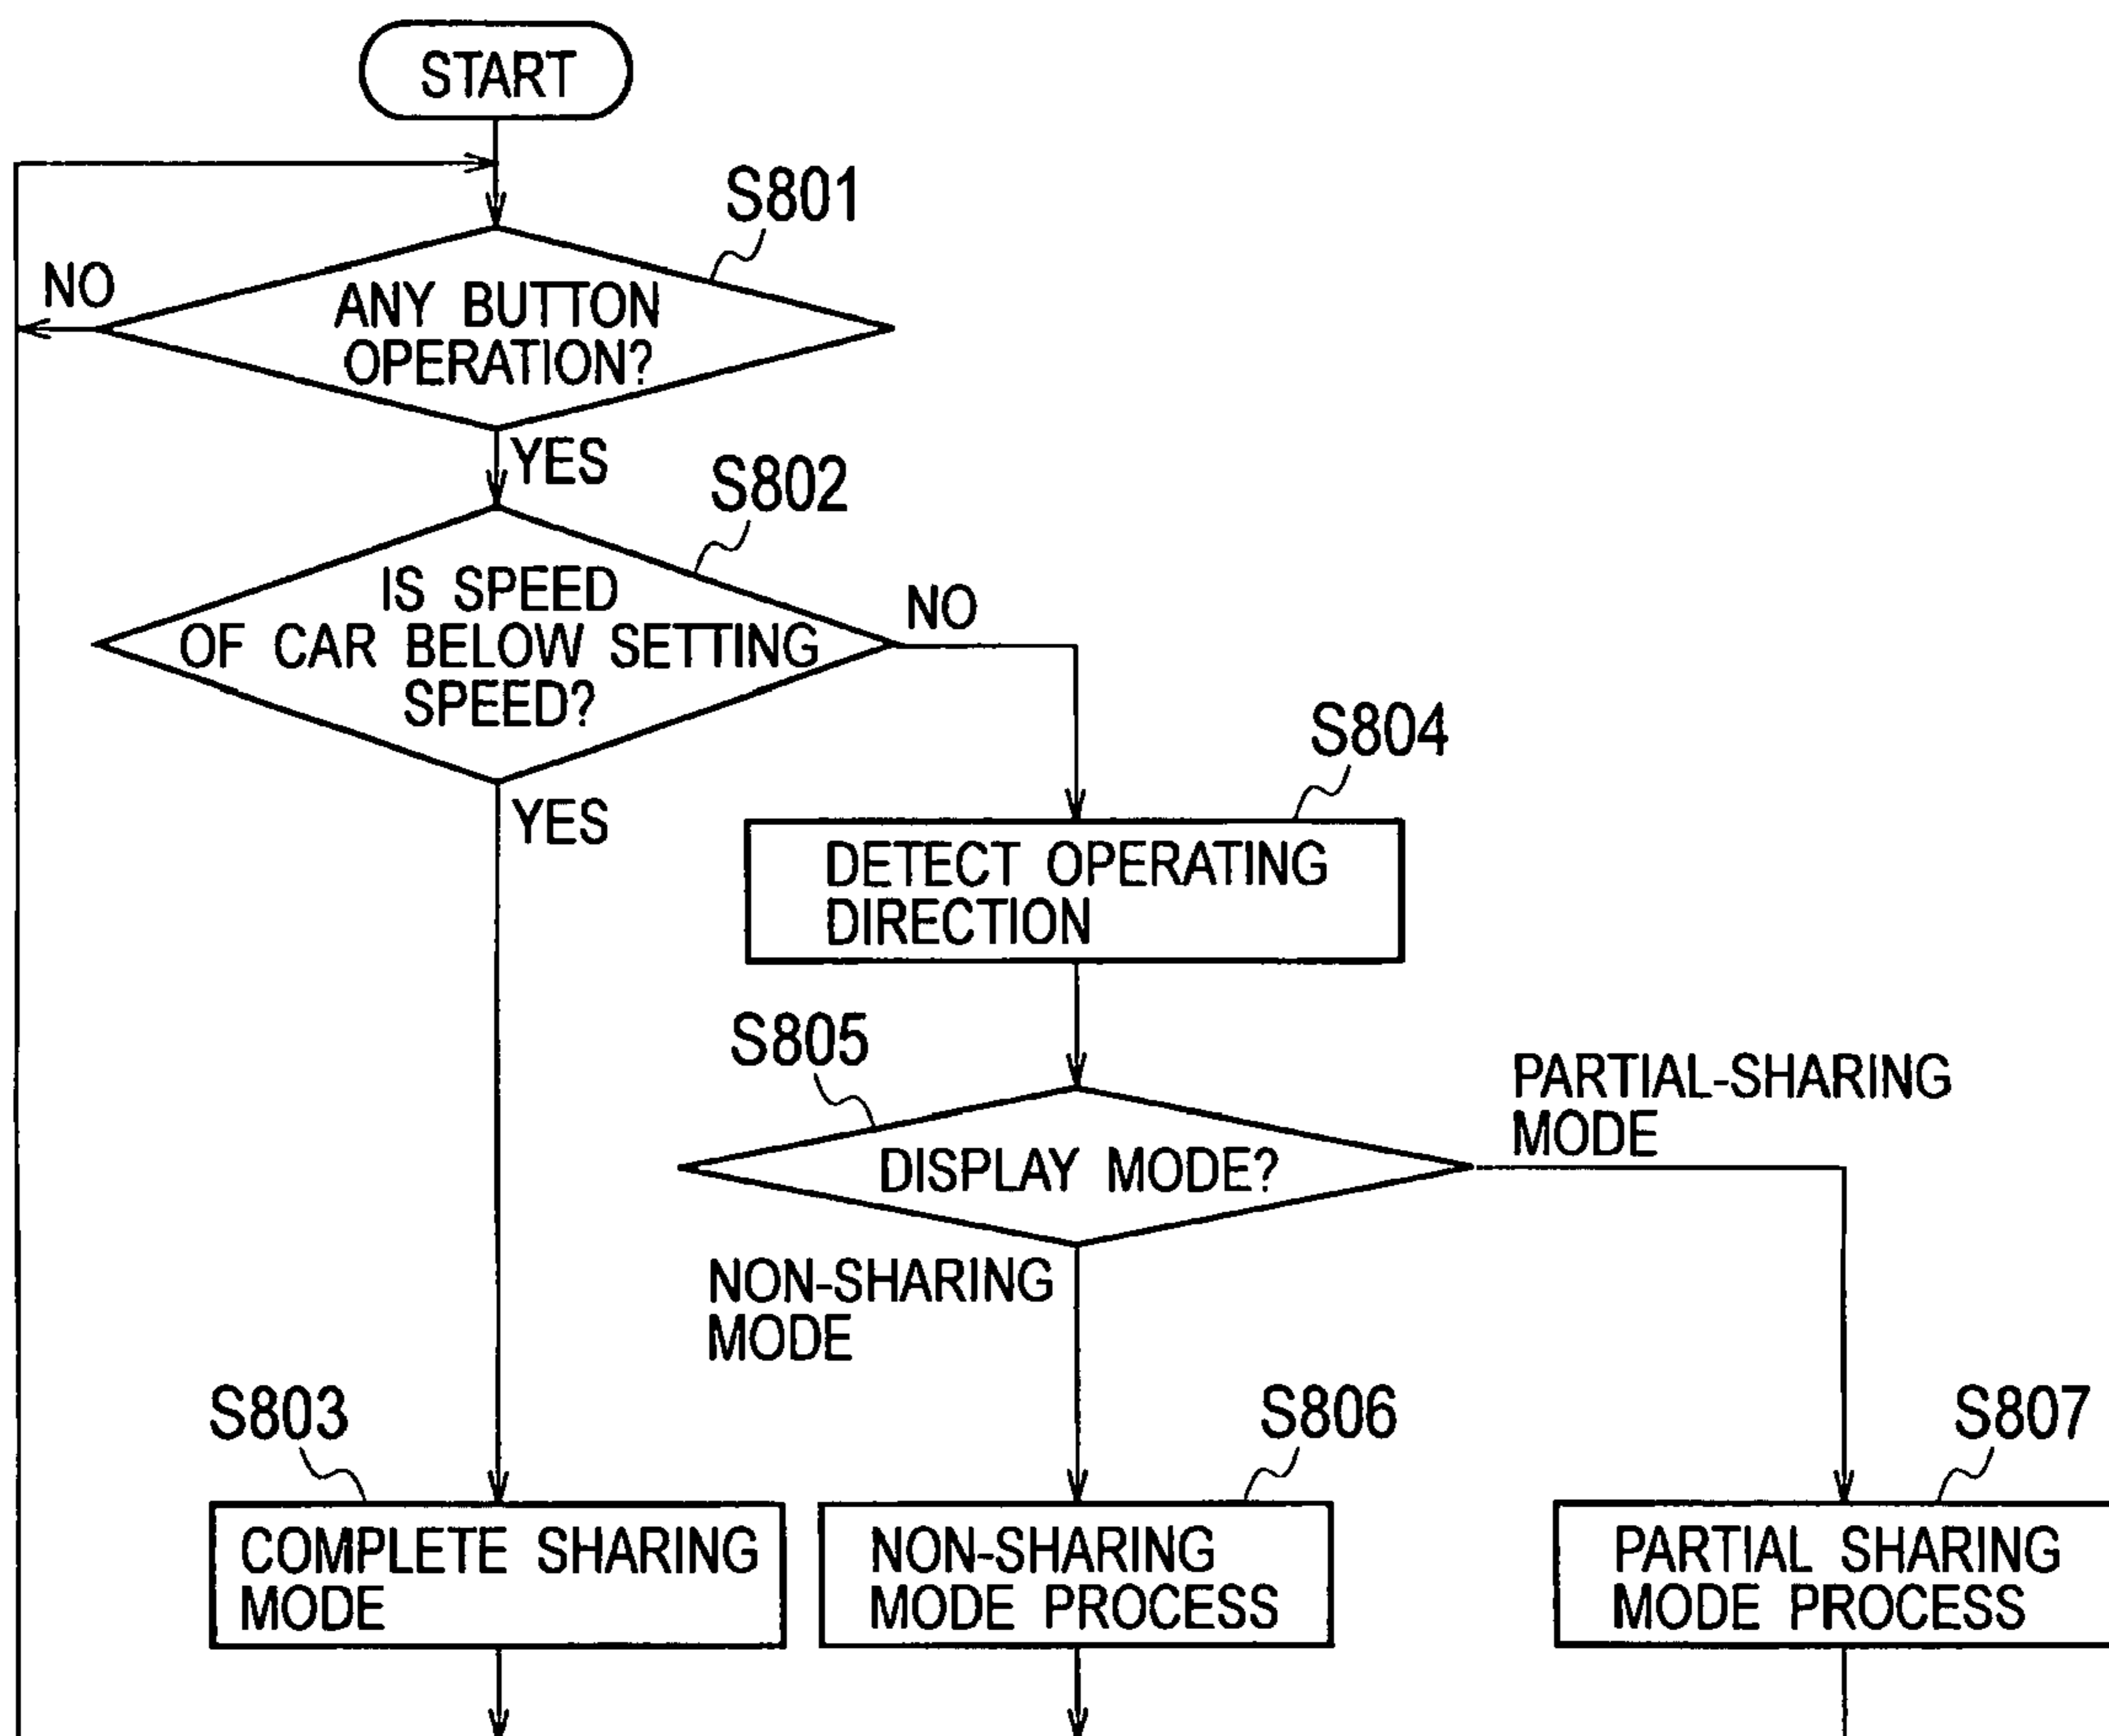 START
S801
NO
ANY BUTTON
OPERATION?
YES
S802
IS SPEED
OF CAR BELOW SETTING
SPEED?
NO
YES
S804
DETECT OPERATING
DIRECTION
S805
DISPLAY MODE?
PARTIAL-SHARING
MODE
NON-SHARING
MODE
S803
COMPLETE SHARING
MODE
S806
NON-SHARING
MODE PROCESS
S807
PARTIAL SHARING
MODE PROCESS